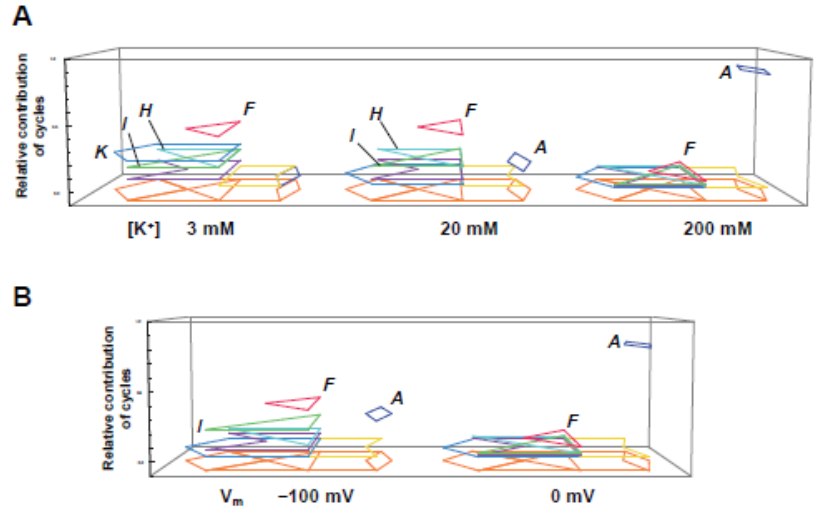 A
Relative contribution
of cycles
K
I
H
F
I
H
F
A
F
A
[K⁺] 3 mM 20 mM 200 mM
B
Relative contribution
of cycles
I
F
A
F
A
Vₘ −100 mV 0 mV